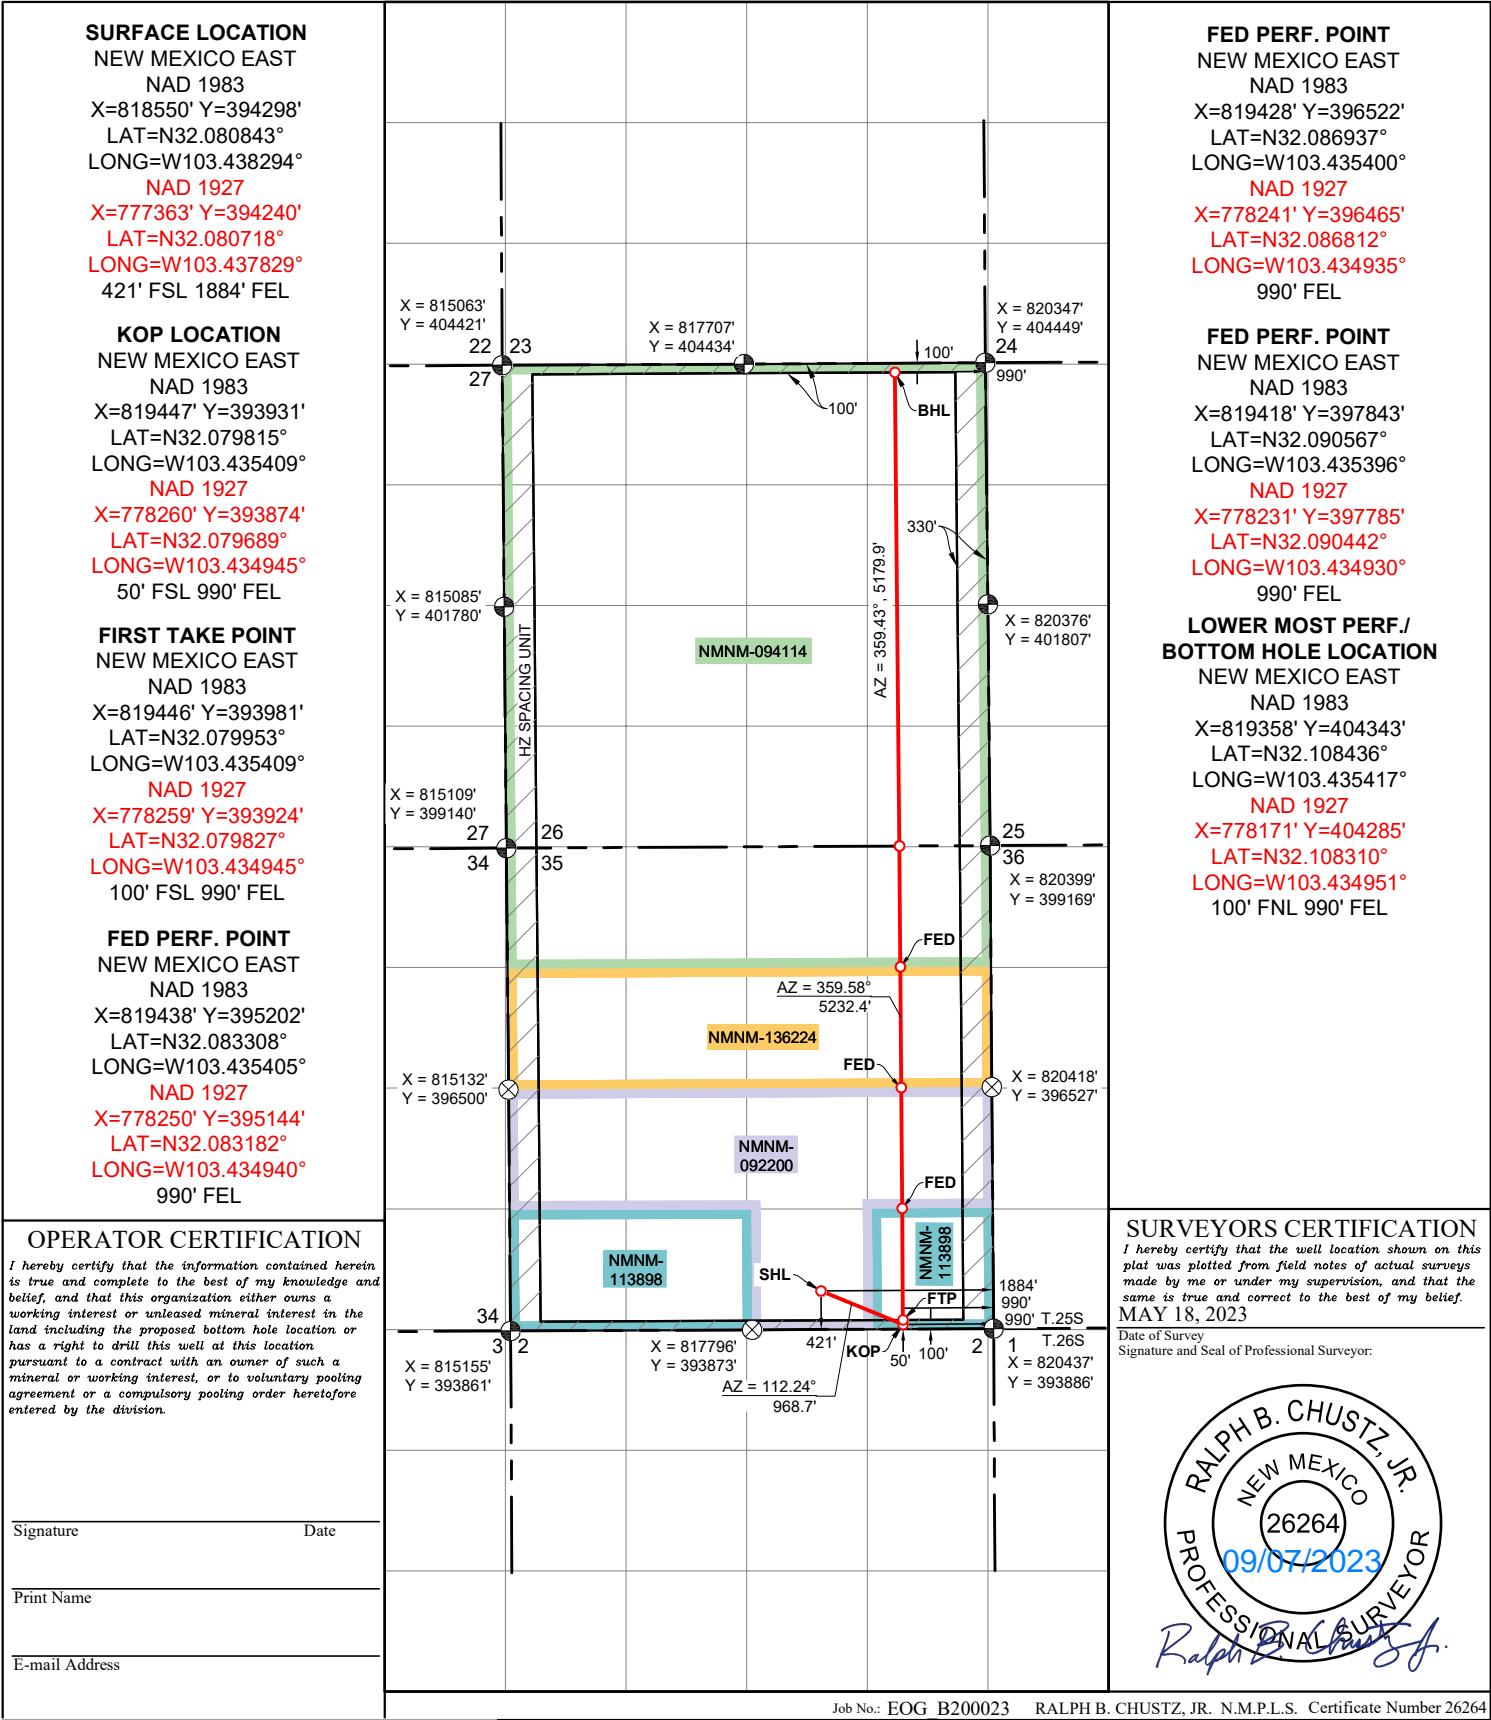 SURFACE LOCATION
NEW MEXICO EAST
NAD 1983
X=818550' Y=394298'
LAT=N32.080843°
LONG=W103.438294°
NAD 1927
X=777363' Y=394240'
LAT=N32.080718°
LONG=W103.437829°
421' FSL 1884' FEL
KOP LOCATION
NEW MEXICO EAST
NAD 1983
X=819447' Y=393931'
LAT=N32.079815°
LONG=W103.435409°
NAD 1927
X=778260' Y=393874'
LAT=N32.079689°
LONG=W103.434945°
50' FSL 990' FEL
FIRST TAKE POINT
NEW MEXICO EAST
NAD 1983
X=819446' Y=393981'
LAT=N32.079953°
LONG=W103.435409°
NAD 1927
X=778259' Y=393924'
LAT=N32.079827°
LONG=W103.434945°
100' FSL 990' FEL
FED PERF. POINT
NEW MEXICO EAST
NAD 1983
X=819438' Y=395202'
LAT=N32.083308°
LONG=W103.435405°
NAD 1927
X=778250' Y=395144'
LAT=N32.083182°
LONG=W103.434940°
990' FEL
OPERATOR CERTIFICATION
I hereby certify that the information contained herein
is true and complete to the best of my knowledge and
belief, and that this organization either owns a
working interest or unleased mineral interest in the
land including the proposed bottom hole location or
has a right to drill this well at this location
pursuant to a contract with an owner of such a
mineral or working interest, or to voluntary pooling
agreement or a compulsory pooling order heretofore
entered by the division.
Signature Date
Print Name
E-mail Address
X = 815063'
Y = 404421'
X = 817707'
Y = 404434'
X = 820347'
Y = 404449'
22 23
24
27
100'
990'
100'
BHL
330'
AZ = 359.43°, 5179.9'
X = 815085'
Y = 401780'
X = 820376'
Y = 401807'
HZ SPACING UNIT
NMNM-094114
X = 815109'
Y = 399140'
27 26
34 35
25
36
X = 820399'
Y = 399169'
FED
AZ = 359.58°
5232.4'
NMNM-136224
FED
X = 815132'
Y = 396500'
X = 820418'
Y = 396527'
NMNM-
092200
FED
NMNM-
113898
NMNM-
113898
SHL
FTP
1884'
990'
990'
T.25S
T.26S
34
3 2
421'
KOP
50'
100'
2 1
X = 815155'
Y = 393861'
X = 817796'
Y = 393873'
X = 820437'
Y = 393886'
AZ = 112.24°
968.7'
FED PERF. POINT
NEW MEXICO EAST
NAD 1983
X=819428' Y=396522'
LAT=N32.086937°
LONG=W103.435400°
NAD 1927
X=778241' Y=396465'
LAT=N32.086812°
LONG=W103.434935°
990' FEL
FED PERF. POINT
NEW MEXICO EAST
NAD 1983
X=819418' Y=397843'
LAT=N32.090567°
LONG=W103.435396°
NAD 1927
X=778231' Y=397785'
LAT=N32.090442°
LONG=W103.434930°
990' FEL
LOWER MOST PERF./
BOTTOM HOLE LOCATION
NEW MEXICO EAST
NAD 1983
X=819358' Y=404343'
LAT=N32.108436°
LONG=W103.435417°
NAD 1927
X=778171' Y=404285'
LAT=N32.108310°
LONG=W103.434951°
100' FNL 990' FEL
SURVEYORS CERTIFICATION
I hereby certify that the well location shown on this
plat was plotted from field notes of actual surveys
made by me or under my supervision, and that the
same is true and correct to the best of my belief.
MAY 18, 2023
Date of Survey
Signature and Seal of Professional Surveyor:
RALPH B. CHUSTZ, JR.
NEW MEXICO
26264
09/07/2023
PROFESSIONAL SURVEYOR
Ralph B. Chustz Jr.
Job No.: EOG_B200023 RALPH B. CHUSTZ, JR. N.M.P.L.S. Certificate Number 26264